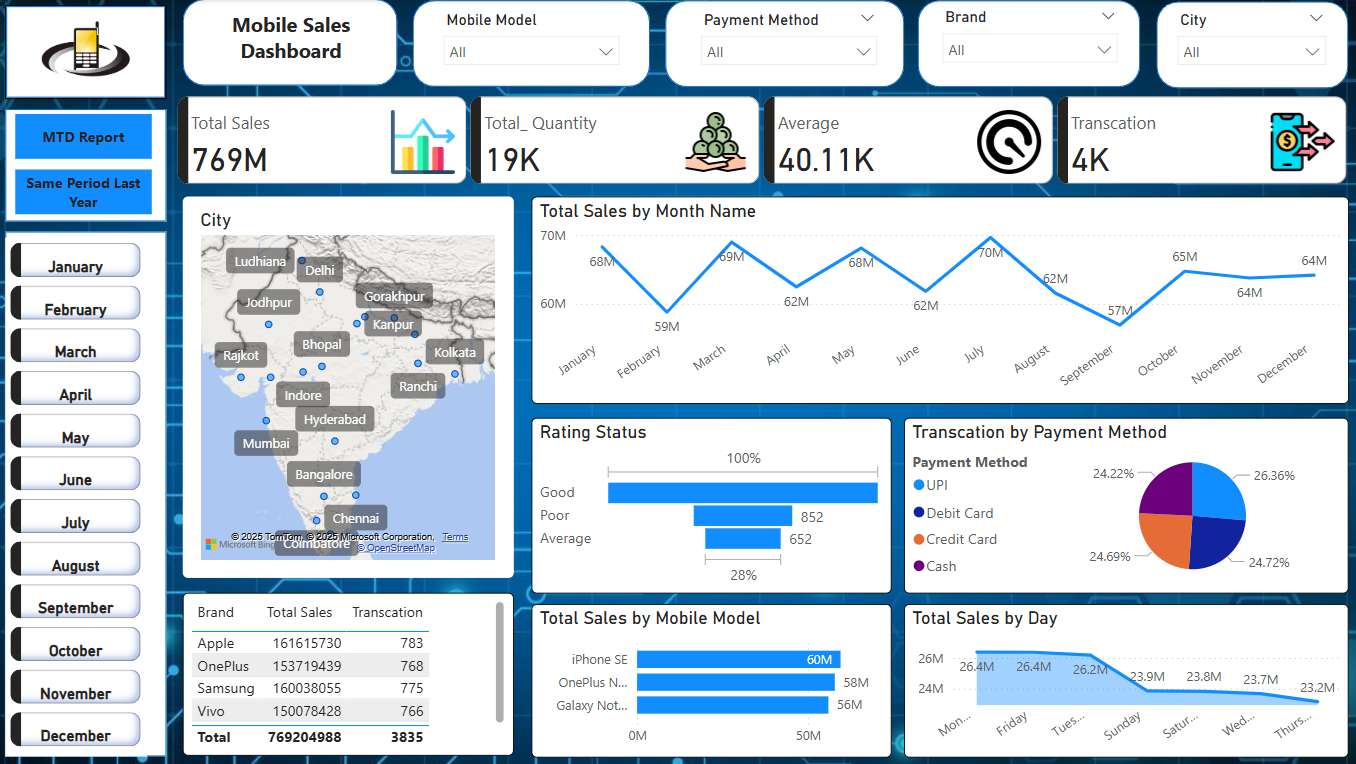 Mobile Sales
Dashboard
Mobile Model
All
Payment Method
All
Brand
All
City
All
MTD Report
Same Period Last
Year
Total Sales
769M
Total_ Quantity
19K
Average
40.11K
Transcation
4K
January
February
March
April
May
June
July
August
September
October
November
December
City
Ludhiana
Delhi
Jodhpur
Gorakhpur
Kanpur
Bhopal
Rajkot
Kolkata
Ranchi
Indore
Hyderabad
Mumbai
Bangalore
Chennai
Coimbatore
© 2025 TomTom, © 2025 Microsoft Corporation, Terms
Microsoft Bing
© OpenStreetMap
Total Sales by Month Name
70M
60M
68M
59M
69M
62M
68M
62M
70M
62M
57M
65M
64M
64M
January
February
March
April
May
June
July
August
September
October
November
December
Rating Status
100%
Good
Poor
852
Average
652
28%
Transcation by Payment Method
Payment Method
UPI
Debit Card
Credit Card
Cash
24.22%
26.36%
24.69%
24.72%
Brand Total Sales Transcation
Apple 161615730 783
OnePlus 153719439 768
Samsung 160038055 775
Vivo 150078428 766
Total 769204988 3835
Total Sales by Mobile Model
iPhone SE 60M
OnePlus N... 58M
Galaxy Not... 56M
0M 50M
Total Sales by Day
26M
24M
26.4M
26.4M
26.2M
23.9M
23.8M
23.7M
23.2M
Mon...
Friday
Tues...
Sunday
Satur...
Wed...
Thurs...